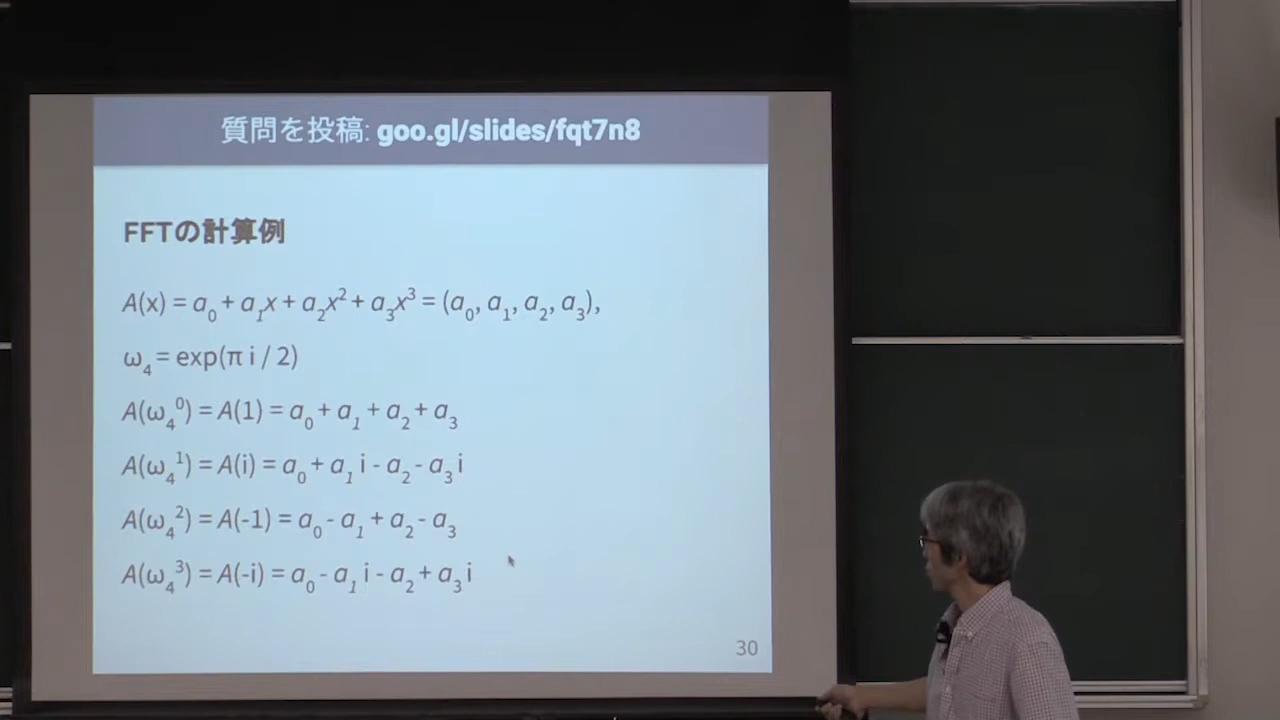 質問を投稿: goo.gl/slides/fqt7n8
FFTの計算例
A(x) = a₀ + a₁x + a₂x² + a₃x³ = (a₀, a₁, a₂, a₃),
ω₄ = exp(π i / 2)
A(ω₄⁰) = A(1) = a₀ + a₁ + a₂ + a₃
A(ω₄¹) = A(i) = a₀ + a₁ i - a₂ - a₃ i
A(ω₄²) = A(-1) = a₀ - a₁ + a₂ - a₃
A(ω₄³) = A(-i) = a₀ - a₁ i - a₂ + a₃ i
30